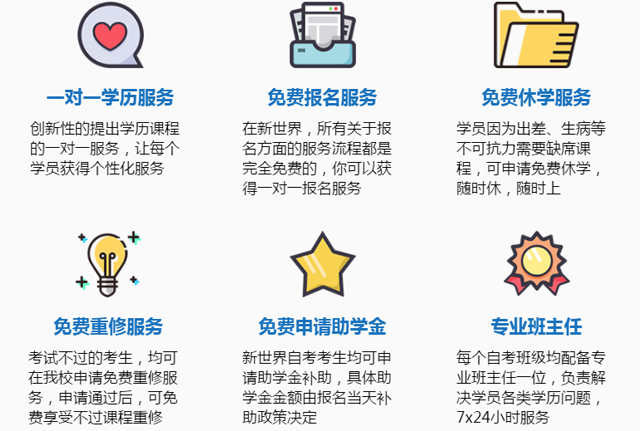 一对一学历服务
创新性的提出学历课程
的一对一服务，让每个
学员获得个性化服务
免费报名服务
在新世界，所有关于报
名方面的服务流程都是
完全免费的，你可以获
得一对一报名服务
免费休学服务
学员因为出差、生病等
不可抗力需要缺席课
程，可申请免费休学，
随时休，随时上
免费重修服务
考试不过的考生，均可
在我校申请免费重修服
务，申请通过后，可免
费享受不过课程重修
免费申请助学金
新世界自考考生均可申
请助学金补助，具体助
学金金额由报名当天补
助政策决定
专业班主任
每个自考班级均配备专
业班主任一位，负责解
决学员各类学历问题，
7x24小时服务